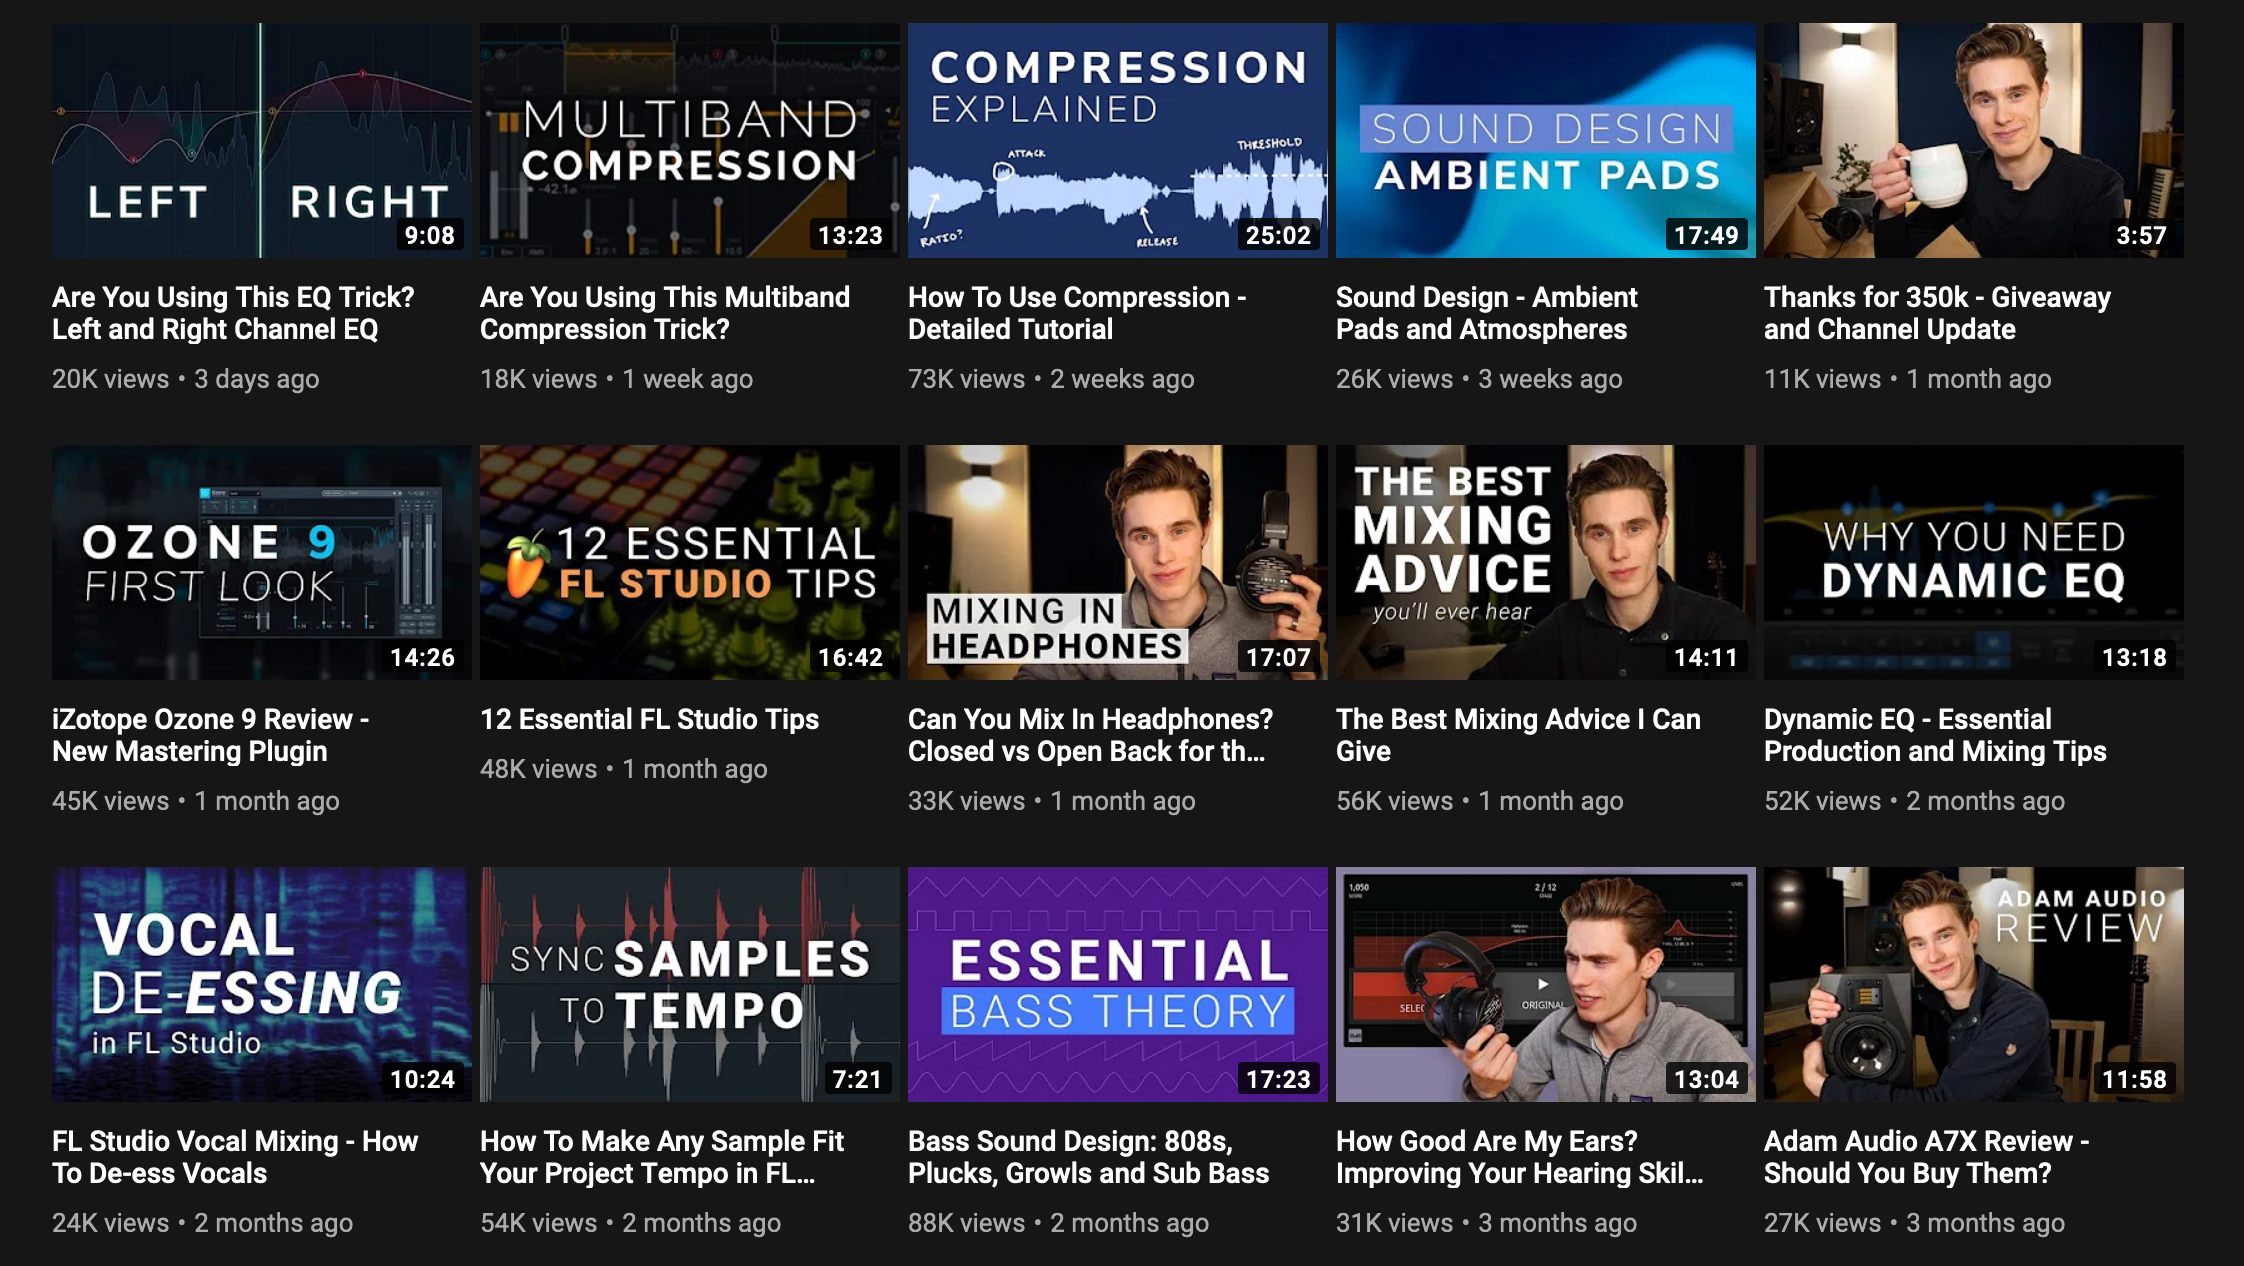 LEFT
RIGHT
9:08
MULTIBAND
COMPRESSION
-42.1
13:23
COMPRESSION
EXPLAINED
ATTACK
THRESHOLD
RATIO?
RELEASE
25:02
SOUND DESIGN
AMBIENT PADS
17:49
3:57
Are You Using This EQ Trick?
Left and Right Channel EQ
20K views • 3 days ago
Are You Using This Multiband
Compression Trick?
18K views • 1 week ago
How To Use Compression -
Detailed Tutorial
73K views • 2 weeks ago
Sound Design - Ambient
Pads and Atmospheres
26K views • 3 weeks ago
Thanks for 350k - Giveaway
and Channel Update
11K views • 1 month ago
OZONE 9
FIRST LOOK
14:26
12 ESSENTIAL
FL STUDIO TIPS
16:42
MIXING IN
HEADPHONES
17:07
THE BEST
MIXING
ADVICE
you'll ever hear
14:11
WHY YOU NEED
DYNAMIC EQ
13:18
iZotope Ozone 9 Review -
New Mastering Plugin
45K views • 1 month ago
12 Essential FL Studio Tips
48K views • 1 month ago
Can You Mix In Headphones?
Closed vs Open Back for th...
33K views • 1 month ago
The Best Mixing Advice I Can
Give
56K views • 1 month ago
Dynamic EQ - Essential
Production and Mixing Tips
52K views • 2 months ago
VOCAL
DE-ESSING
in FL Studio
10:24
SYNC SAMPLES
TO TEMPO
7:21
ESSENTIAL
BASS THEORY
17:23
1,050
2 / 12
SELEC
ORIGINAL
13:04
ADAM AUDIO
REVIEW
11:58
FL Studio Vocal Mixing - How
To De-ess Vocals
24K views • 2 months ago
How To Make Any Sample Fit
Your Project Tempo in FL...
54K views • 2 months ago
Bass Sound Design: 808s,
Plucks, Growls and Sub Bass
88K views • 2 months ago
How Good Are My Ears?
Improving Your Hearing Skil...
31K views • 3 months ago
Adam Audio A7X Review -
Should You Buy Them?
27K views • 3 months ago